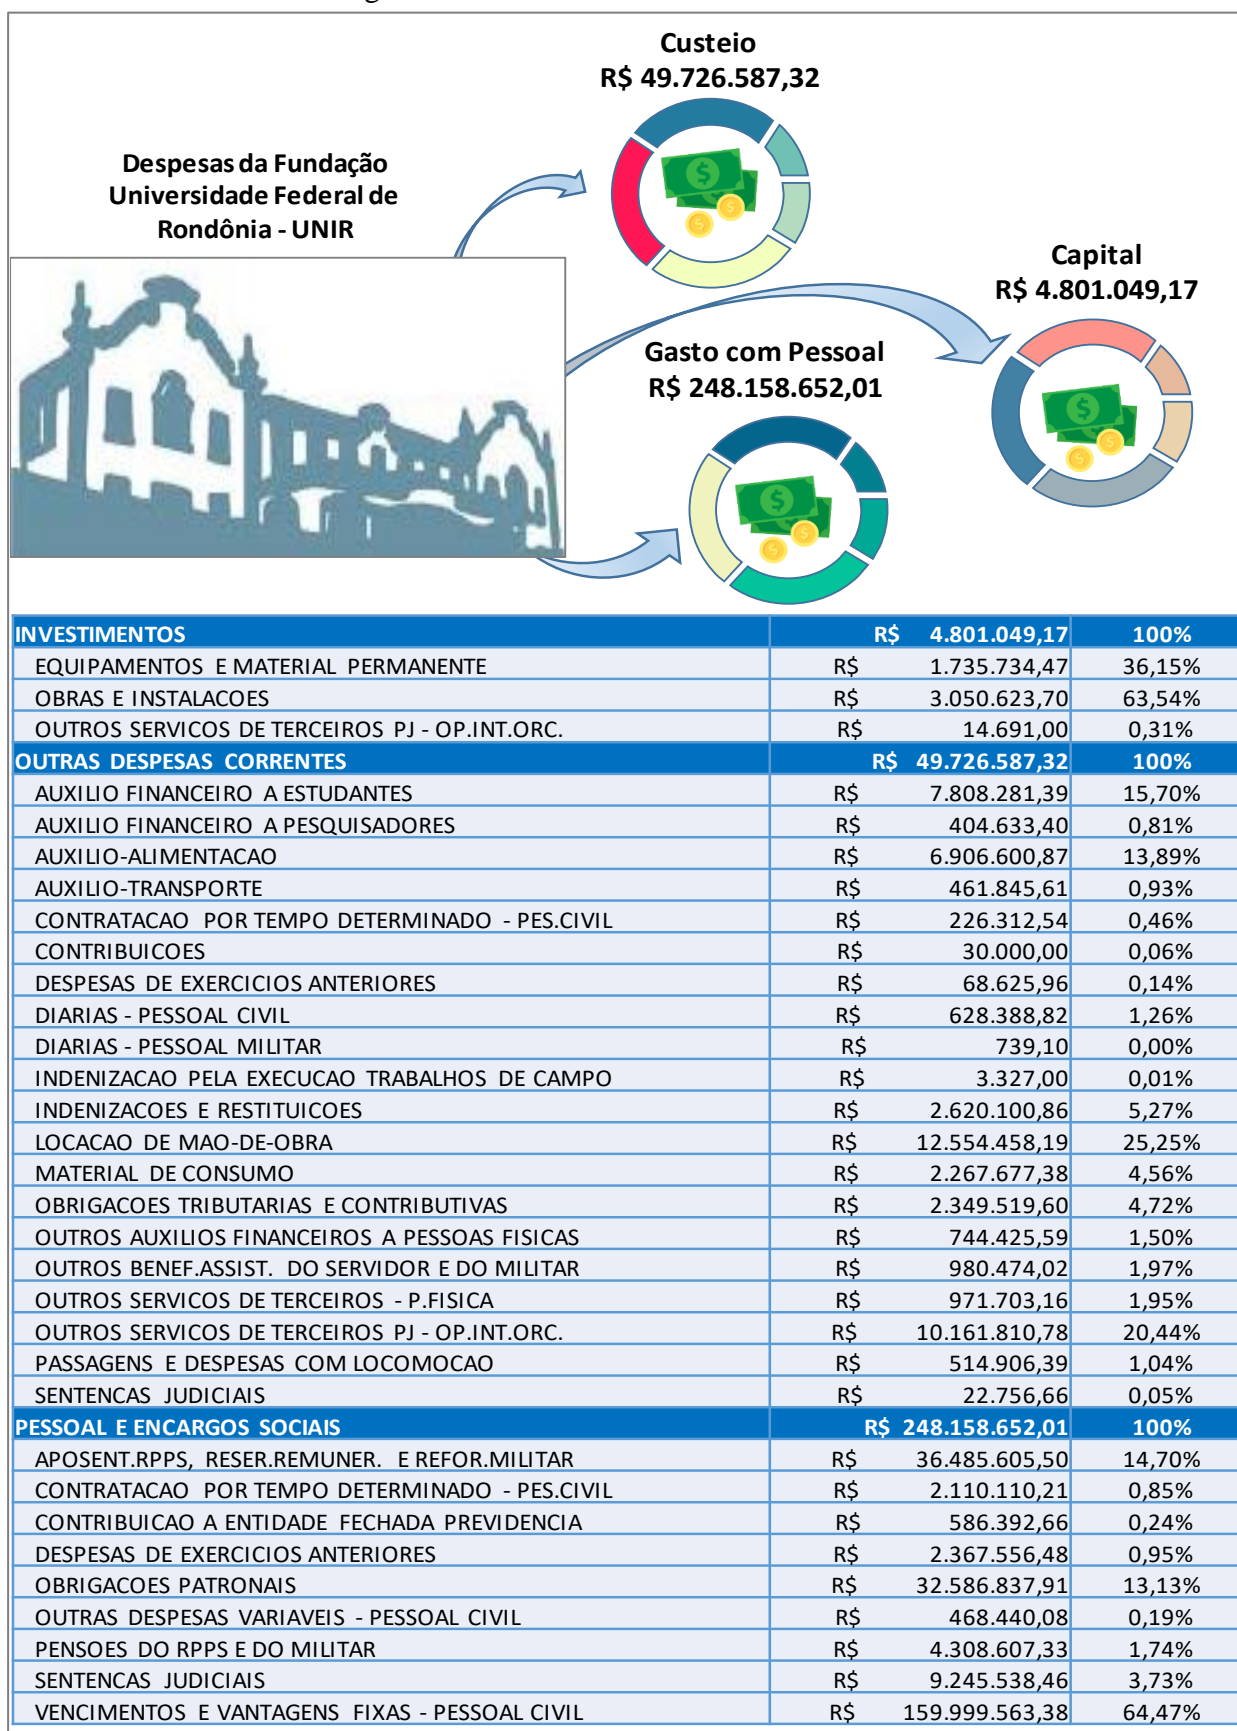 Custeio
R$ 49.726.587,32
Despesas da Fundação
Universidade Federal de
Rondônia - UNIR
Capital
R$ 4.801.049,17
Gasto com Pessoal
R$ 248.158.652,01
INVESTIMENTOS R$ 4.801.049,17 100%
EQUIPAMENTOS E MATERIAL PERMANENTE R$ 1.735.734,47 36,15%
OBRAS E INSTALACOES R$ 3.050.623,70 63,54%
OUTROS SERVICOS DE TERCEIROS PJ - OP.INT.ORC. R$ 14.691,00 0,31%
OUTRAS DESPESAS CORRENTES R$ 49.726.587,32 100%
AUXILIO FINANCEIRO A ESTUDANTES R$ 7.808.281,39 15,70%
AUXILIO FINANCEIRO A PESQUISADORES R$ 404.633,40 0,81%
AUXILIO-ALIMENTACAO R$ 6.906.600,87 13,89%
AUXILIO-TRANSPORTE R$ 461.845,61 0,93%
CONTRATACAO POR TEMPO DETERMINADO - PES.CIVIL R$ 226.312,54 0,46%
CONTRIBUICOES R$ 30.000,00 0,06%
DESPESAS DE EXERCICIOS ANTERIORES R$ 68.625,96 0,14%
DIARIAS - PESSOAL CIVIL R$ 628.388,82 1,26%
DIARIAS - PESSOAL MILITAR R$ 739,10 0,00%
INDENIZACAO PELA EXECUCAO TRABALHOS DE CAMPO R$ 3.327,00 0,01%
INDENIZACOES E RESTITUICOES R$ 2.620.100,86 5,27%
LOCACAO DE MAO-DE-OBRA R$ 12.554.458,19 25,25%
MATERIAL DE CONSUMO R$ 2.267.677,38 4,56%
OBRIGACOES TRIBUTARIAS E CONTRIBUTIVAS R$ 2.349.519,60 4,72%
OUTROS AUXILIOS FINANCEIROS A PESSOAS FISICAS R$ 744.425,59 1,50%
OUTROS BENEF.ASSIST. DO SERVIDOR E DO MILITAR R$ 980.474,02 1,97%
OUTROS SERVICOS DE TERCEIROS - P.FISICA R$ 971.703,16 1,95%
OUTROS SERVICOS DE TERCEIROS PJ - OP.INT.ORC. R$ 10.161.810,78 20,44%
PASSAGENS E DESPESAS COM LOCOMOCAO R$ 514.906,39 1,04%
SENTENCAS JUDICIAIS R$ 22.756,66 0,05%
PESSOAL E ENCARGOS SOCIAIS R$ 248.158.652,01 100%
APOSENT.RPPS, RESER.REMUNER. E REFOR.MILITAR R$ 36.485.605,50 14,70%
CONTRATACAO POR TEMPO DETERMINADO - PES.CIVIL R$ 2.110.110,21 0,85%
CONTRIBUICAO A ENTIDADE FECHADA PREVIDENCIA R$ 586.392,66 0,24%
DESPESAS DE EXERCICIOS ANTERIORES R$ 2.367.556,48 0,95%
OBRIGACOES PATRONAIS R$ 32.586.837,91 13,13%
OUTRAS DESPESAS VARIAVEIS - PESSOAL CIVIL R$ 468.440,08 0,19%
PENSOES DO RPPS E DO MILITAR R$ 4.308.607,33 1,74%
SENTENCAS JUDICIAIS R$ 9.245.538,46 3,73%
VENCIMENTOS E VANTAGENS FIXAS - PESSOAL CIVIL R$ 159.999.563,38 64,47%